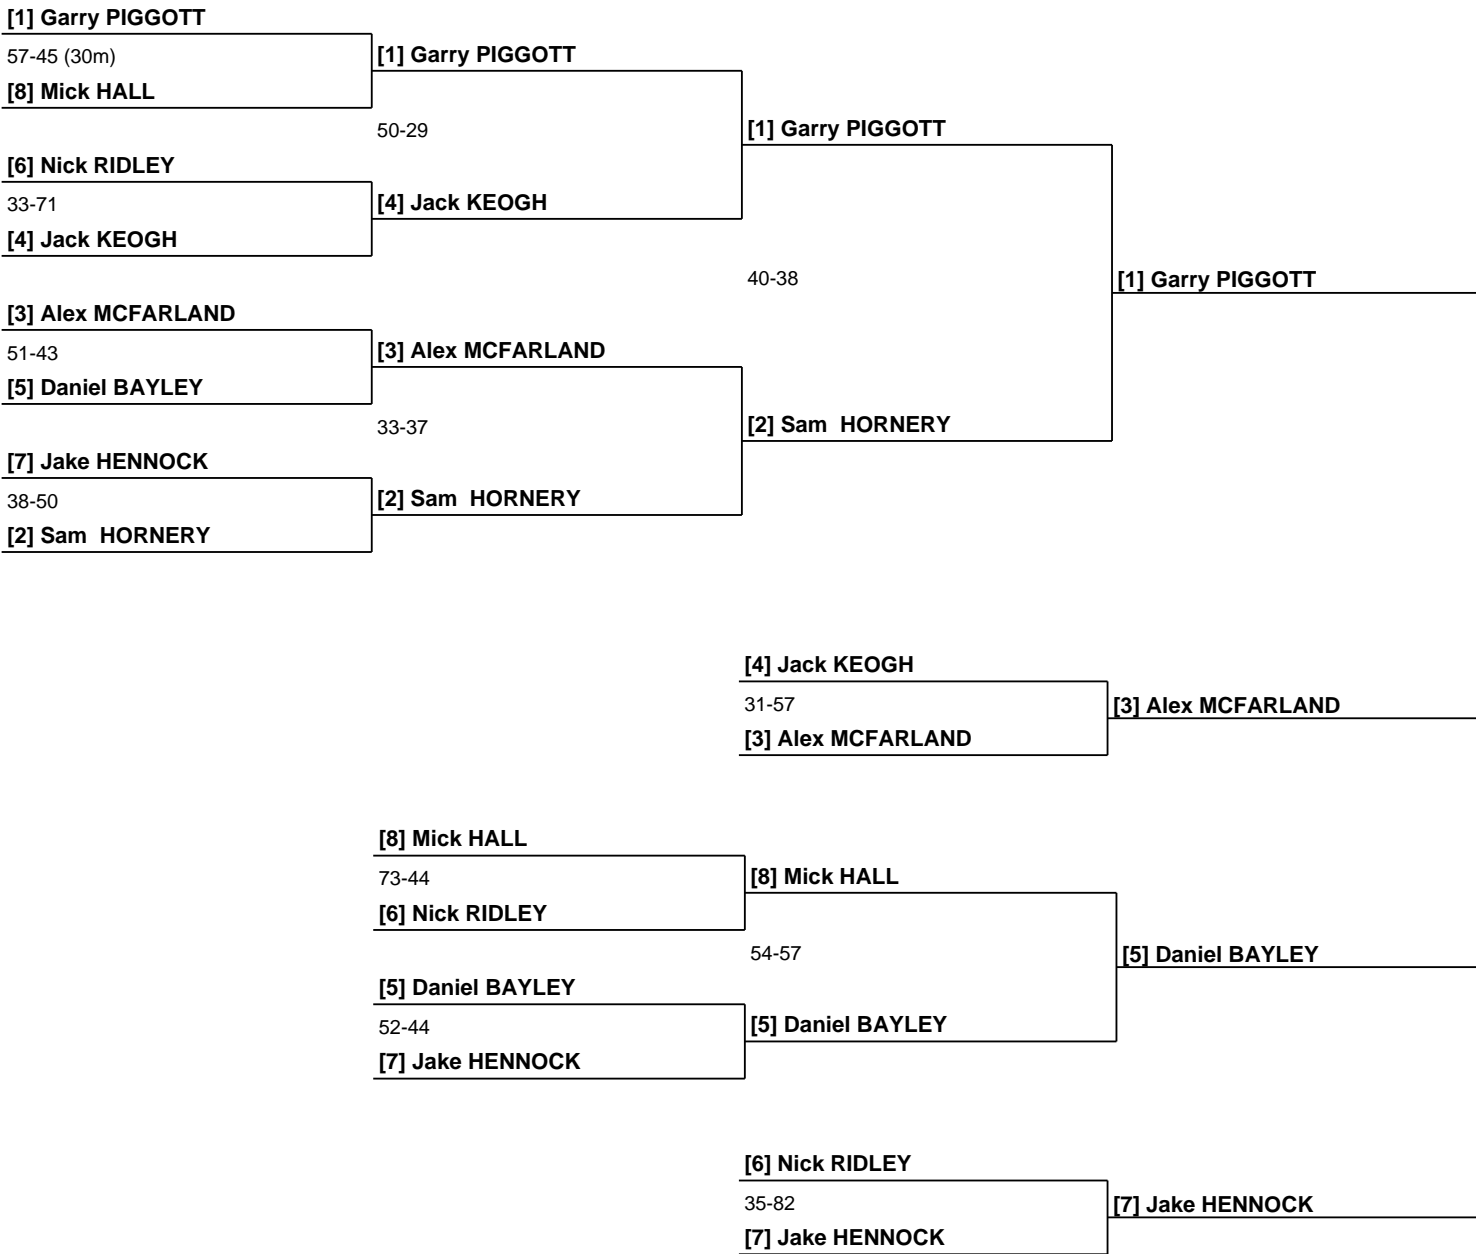 [1] Garry PIGGOTT
57-45 (30m)
[8] Mick HALL
[1] Garry PIGGOTT
50-29
[6] Nick RIDLEY
33-71
[4] Jack KEOGH
[4] Jack KEOGH
[1] Garry PIGGOTT
40-38
[1] Garry PIGGOTT
[3] Alex MCFARLAND
51-43
[5] Daniel BAYLEY
[3] Alex MCFARLAND
33-37
[2] Sam  HORNERY
[7] Jake HENNOCK
38-50
[2] Sam  HORNERY
[2] Sam  HORNERY
[4] Jack KEOGH
31-57
[3] Alex MCFARLAND
[3] Alex MCFARLAND
[8] Mick HALL
73-44
[6] Nick RIDLEY
[8] Mick HALL
54-57
[5] Daniel BAYLEY
[5] Daniel BAYLEY
52-44
[7] Jake HENNOCK
[5] Daniel BAYLEY
[6] Nick RIDLEY
35-82
[7] Jake HENNOCK
[7] Jake HENNOCK